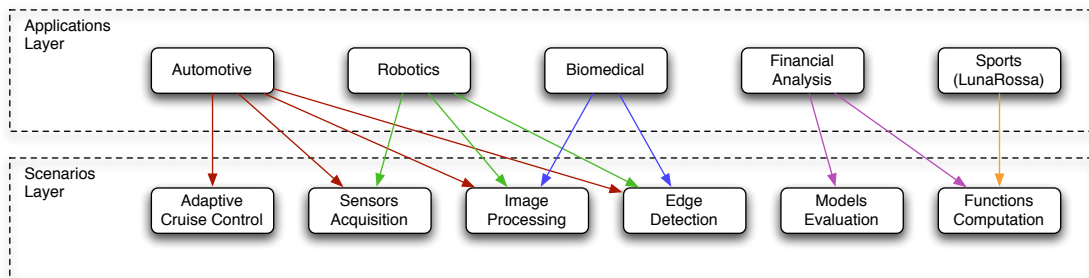 Applications
Layer
Automotive
Robotics
Biomedical
Financial
Analysis
Sports
(LunaRossa)
Scenarios
Layer
Adaptive
Cruise Control
Sensors
Acquisition
Image
Processing
Edge
Detection
Models
Evaluation
Functions
Computation